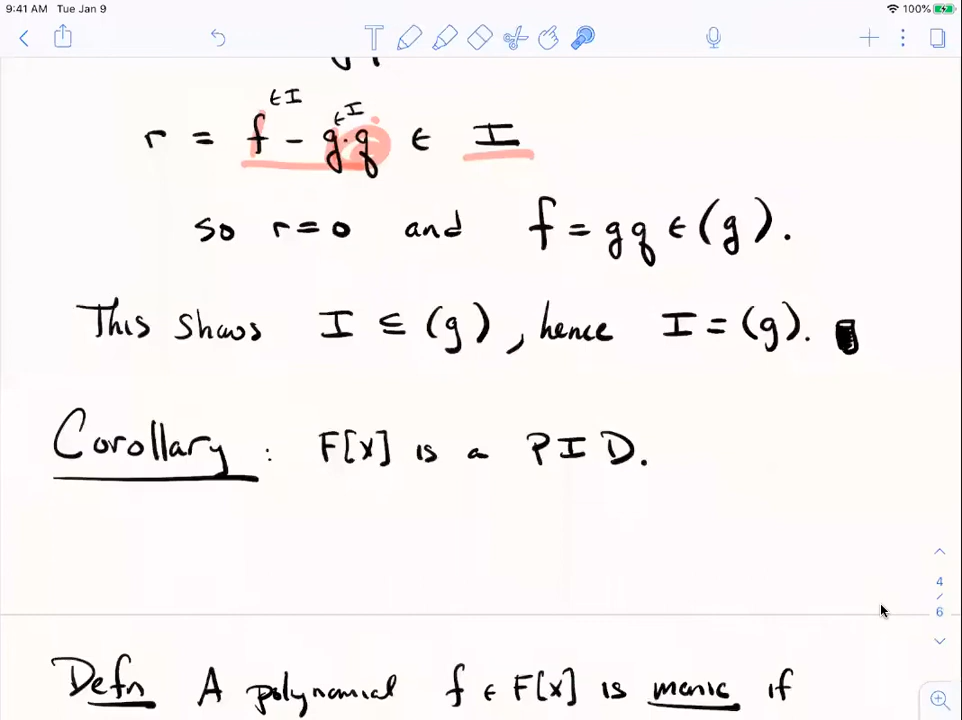 9:41 AM Tue Jan 9
100%
T
∈I
∈I
r = f - g·q ∈ I
so r=0 and f = gq ∈ (g).
This shows I ⊆ (g), hence I = (g).
Corollary: F[x] is a PID.
4
/
6
Defn A polynomial f ∈ F[x] is monic if